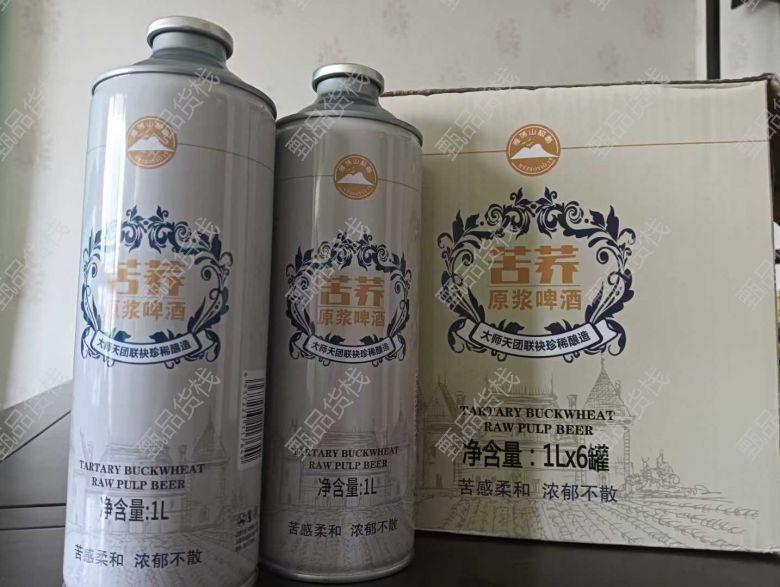 苦荞
原浆啤酒
大师天团联袂珍稀酿造
TARTARY BUCKWHEAT
RAW PULP BEER
净含量:1L
苦感柔和 浓郁不散
苦荞
原浆啤酒
大师天团联袂珍稀酿造
TARTARY BUCKWHEAT
RAW PULP BEER
净含量:1L
苦感柔和 浓郁不散
苦荞
原浆啤酒
大师天团联袂珍稀酿造
TARTARY BUCKWHEAT
RAW PULP BEER
净含量：1Lx6罐
苦感柔和 浓郁不散
甄品货栈